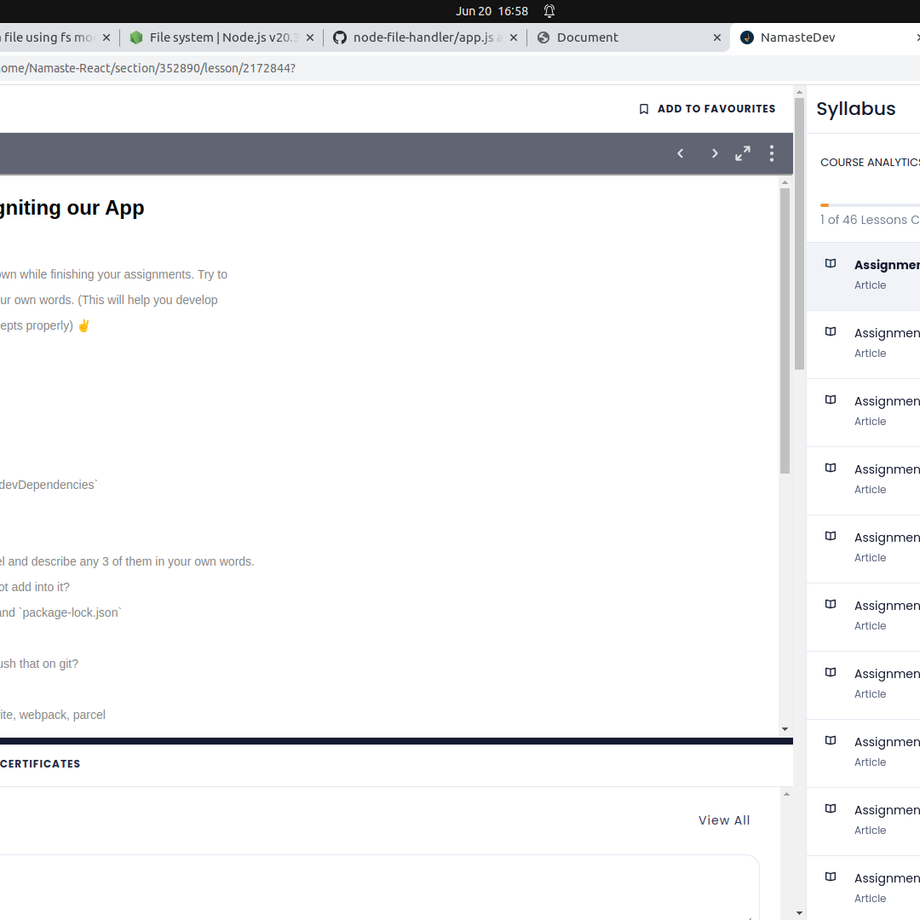 Jun 20 16:58
file using fs mo
File system | Node.js v20.3
node-file-handler/app.js a
Document
NamasteDev
ome/Namaste-React/section/352890/lesson/2172844?
ADD TO FAVOURITES
Syllabus
COURSE ANALYTICS
gniting our App
1 of 46 Lessons C
own while finishing your assignments. Try to
ur own words. (This will help you develop
epts properly) ✌️
devDependencies`
el and describe any 3 of them in your own words.
ot add into it?
and `package-lock.json`
ush that on git?
ite, webpack, parcel
Assignmen
Article
Assignmen
Article
Assignmen
Article
Assignmen
Article
Assignmen
Article
Assignmen
Article
Assignmen
Article
Assignmen
Article
Assignmen
Article
Assignmen
Article
CERTIFICATES
View All